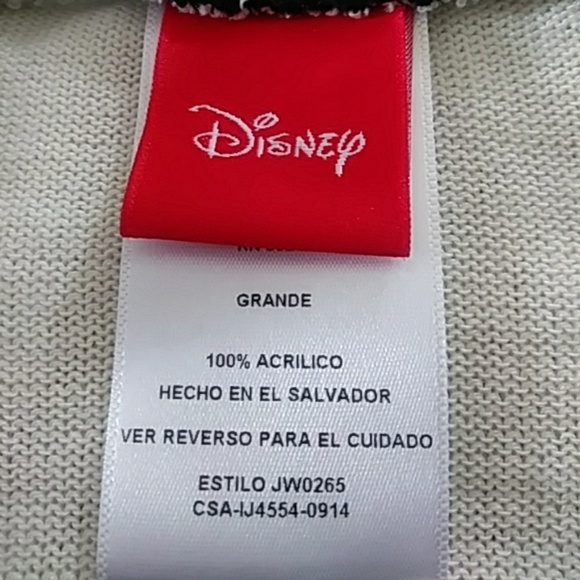 Disney
GRANDE
100% ACRILICO
HECHO EN EL SALVADOR
VER REVERSO PARA EL CUIDADO
ESTILO JW0265
CSA-IJ4554-0914